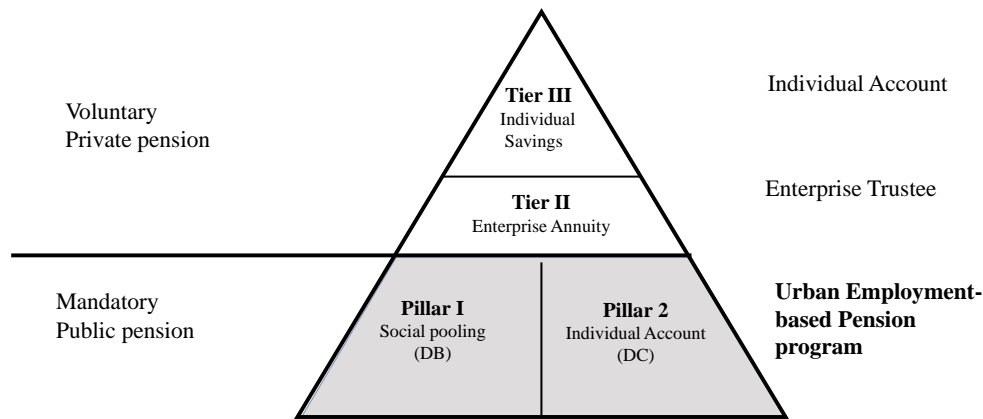 Tier III
Individual
Savings
Individual Account
Voluntary
Private pension
Tier II
Enterprise Annuity
Enterprise Trustee
Mandatory
Public pension
Pillar I
Social pooling
(DB)
Pillar 2
Individual Account
(DC)
Urban Employment-
based Pension
program